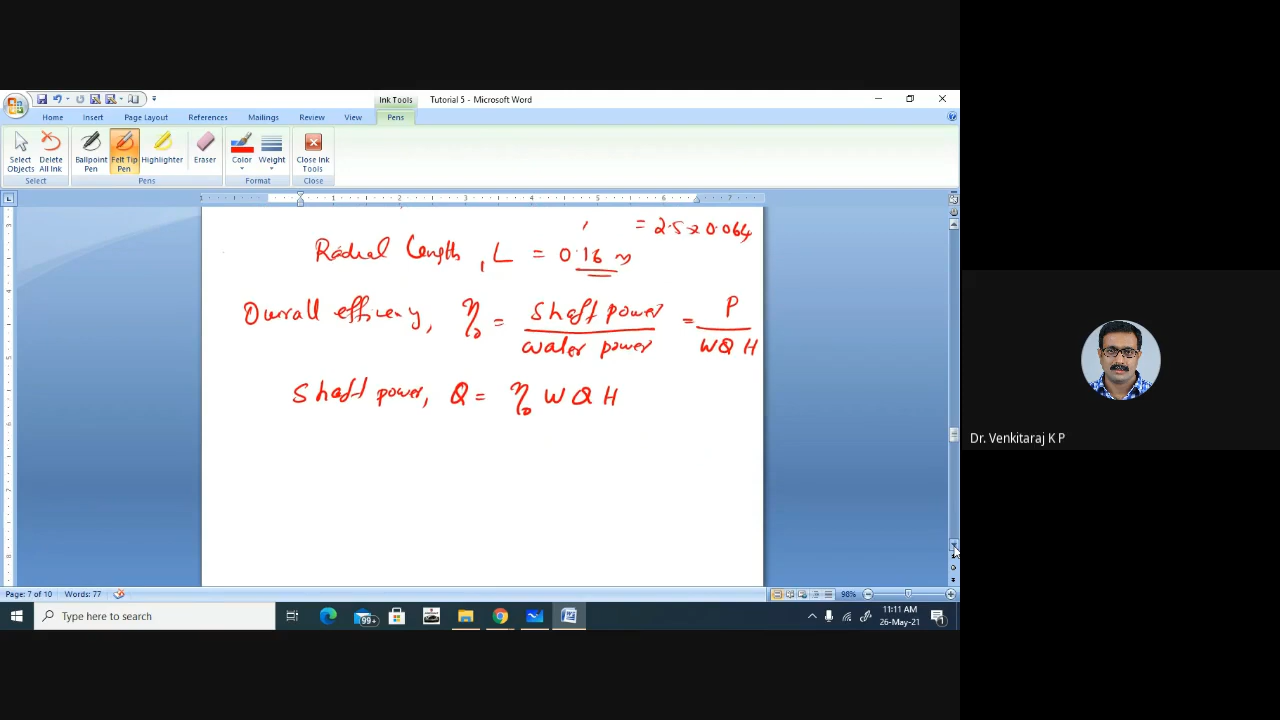 Ink Tools
Tutorial 5 - Microsoft Word
Home Insert Page Layout References Mailings Review View Pens
Select Objects
Delete All Ink
Ballpoint Pen
Felt Tip Pen
Highlighter
Eraser
Color
Weight
Close Ink Tools
Select Pens Format Close
= 2.5 x 0.064
Radial length, L = 0.16 m
Overall efficiency, η₀ = Shaft power / water power = P / WQH
Shaft power, Q = η₀ W Q H
Dr. Venkitaraj K P
Page: 7 of 10 Words: 77 98%
Type here to search
99+
11:11 AM
26-May-21